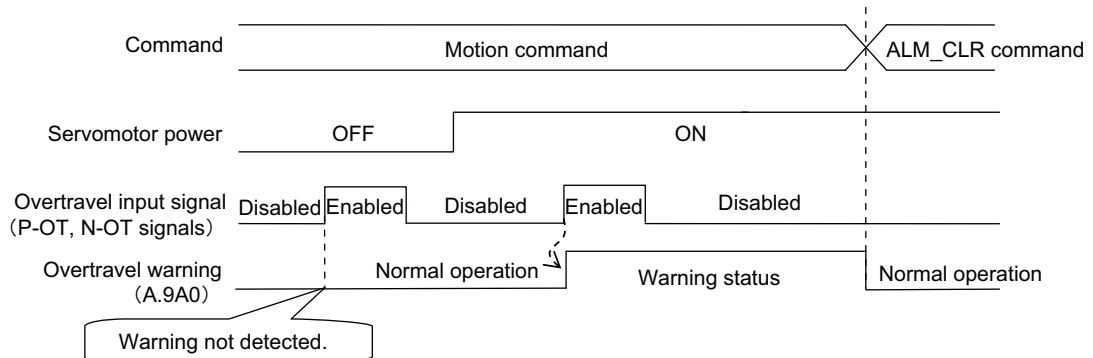 Command
Motion command
ALM_CLR command
Servomotor power
OFF
ON
Overtravel input signal
(P-OT, N-OT signals)
Disabled
Enabled
Disabled
Enabled
Disabled
Overtravel warning
(A.9A0)
Normal operation
Warning status
Normal operation
Warning not detected.